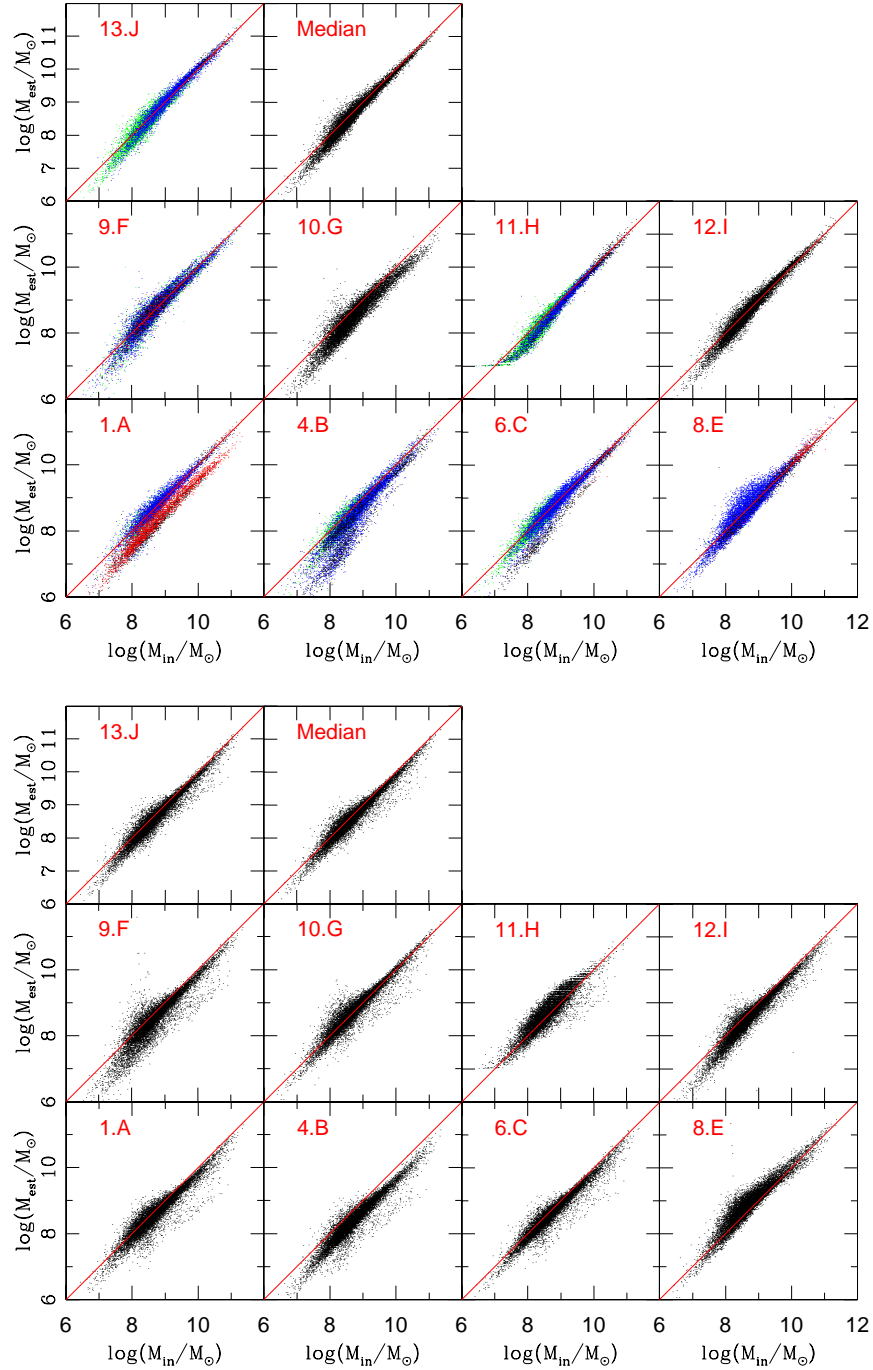 13.J Median
log(M_est/M_⊙) 6 7 8 9 10 11
9.F 10.G 11.H 12.I
log(M_est/M_⊙) 6 8 10
1.A 4.B 6.C 8.E
log(M_est/M_⊙) 6 8 10
6 8 10 6 8 10 6 8 10 6 8 10 12
log(M_in/M_⊙) log(M_in/M_⊙) log(M_in/M_⊙) log(M_in/M_⊙)
13.J Median
log(M_est/M_⊙) 6 7 8 9 10 11
9.F 10.G 11.H 12.I
log(M_est/M_⊙) 6 8 10
1.A 4.B 6.C 8.E
log(M_est/M_⊙) 6 8 10
6 8 10 6 8 10 6 8 10 6 8 10 12
log(M_in/M_⊙) log(M_in/M_⊙) log(M_in/M_⊙) log(M_in/M_⊙)